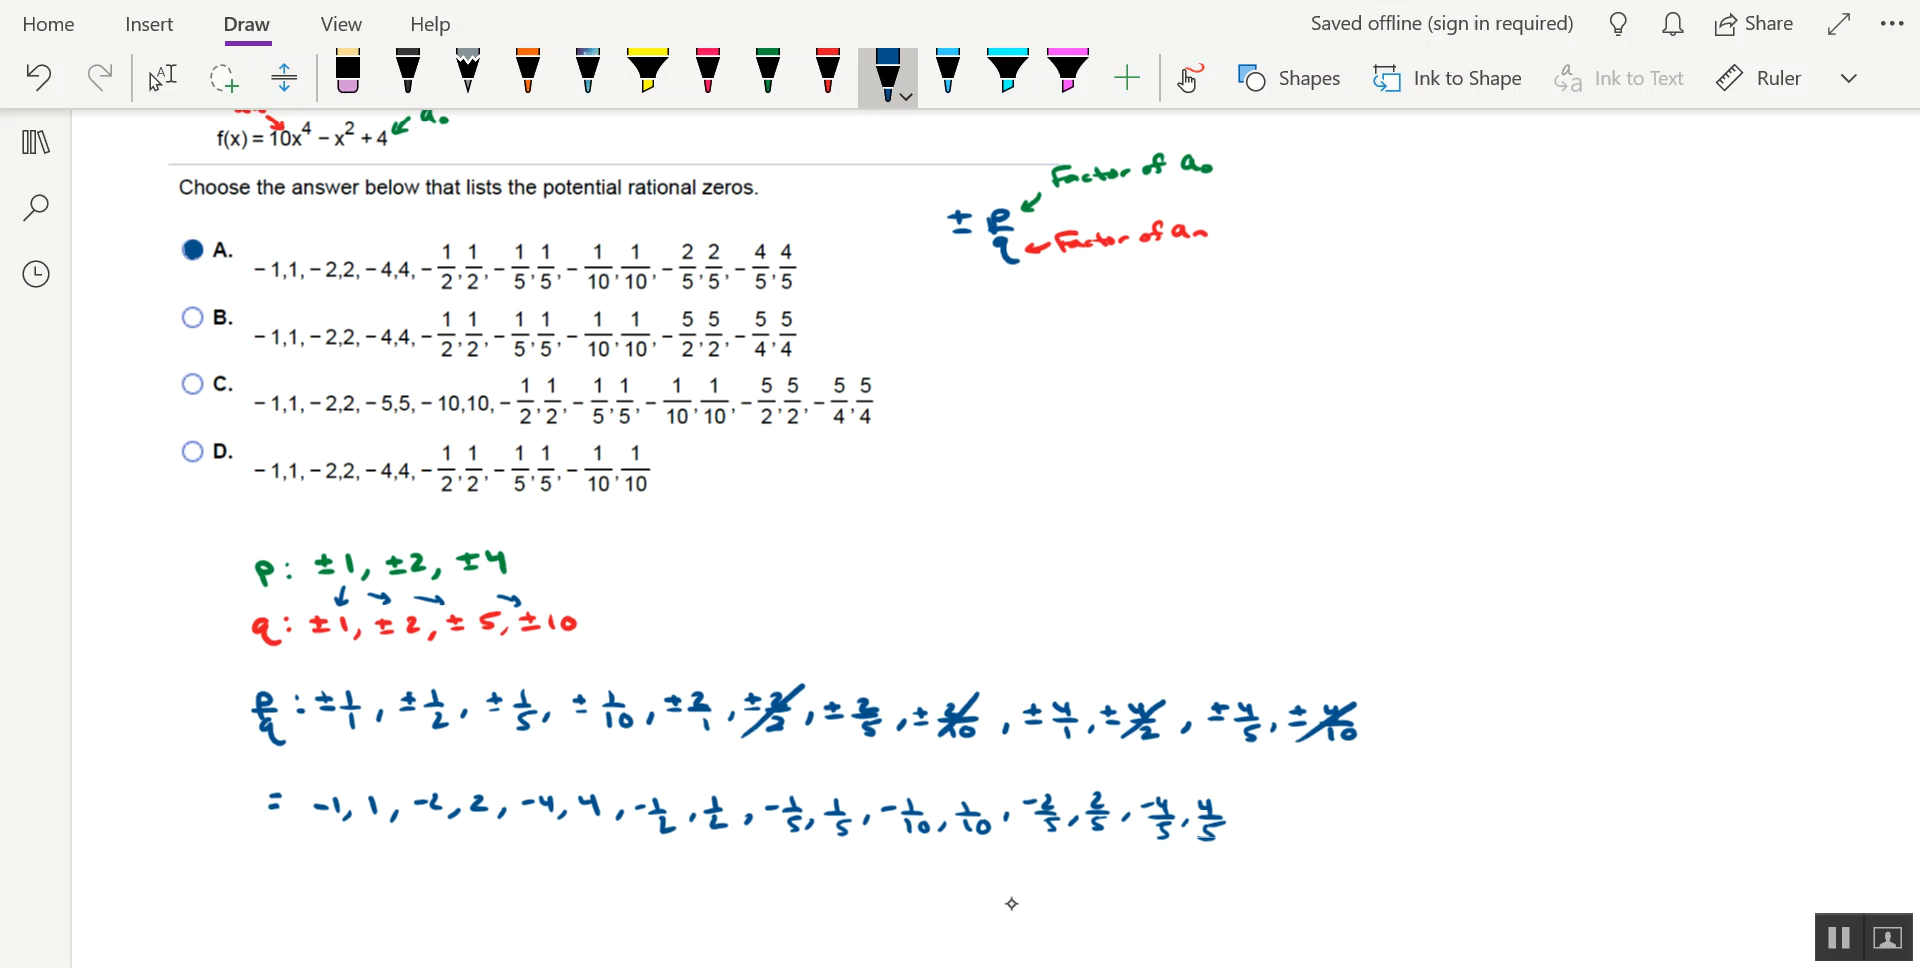 Home Insert Draw View Help Saved offline (sign in required) Share
Shapes Ink to Shape Ink to Text Ruler
f(x) = 10x⁴ − x² + 4 a₀
Choose the answer below that lists the potential rational zeros.
A. − 1,1, − 2,2, − 4,4, − 1/2, 1/2, − 1/5, 1/5, − 1/10, 1/10, − 2/5, 2/5, − 4/5, 4/5
B. − 1,1, − 2,2, − 4,4, − 1/2, 1/2, − 1/5, 1/5, − 1/10, 1/10, − 5/2, 5/2, − 5/4, 5/4
C. − 1,1, − 2,2, − 5,5, − 10,10, − 1/2, 1/2, − 1/5, 1/5, − 1/10, 1/10, − 5/2, 5/2, − 5/4, 5/4
D. − 1,1, − 2,2, − 4,4, − 1/2, 1/2, − 1/5, 1/5, − 1/10, 1/10
Factor of a₀
± p/q
Factor of aₙ
p: ±1, ±2, ±4
q: ±1, ±2, ±5, ±10
p/q : ±1/1, ±1/2, ±1/5, ±1/10, ±2/1, ±2/2, ±2/5, ±2/10, ±4/1, ±4/2, ±4/5, ±4/10
= -1, 1, -2, 2, -4, 4, -1/2, 1/2, -1/5, 1/5, -1/10, 1/10, -2/5, 2/5, -4/5, 4/5